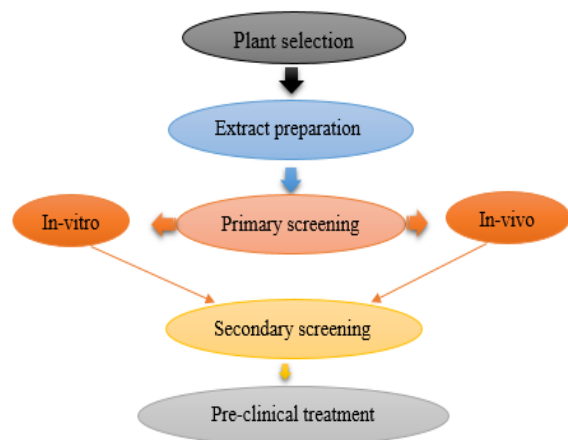 Plant selection
Extract preparation
In-vitro
Primary screening
In-vivo
Secondary screening
Pre-clinical treatment